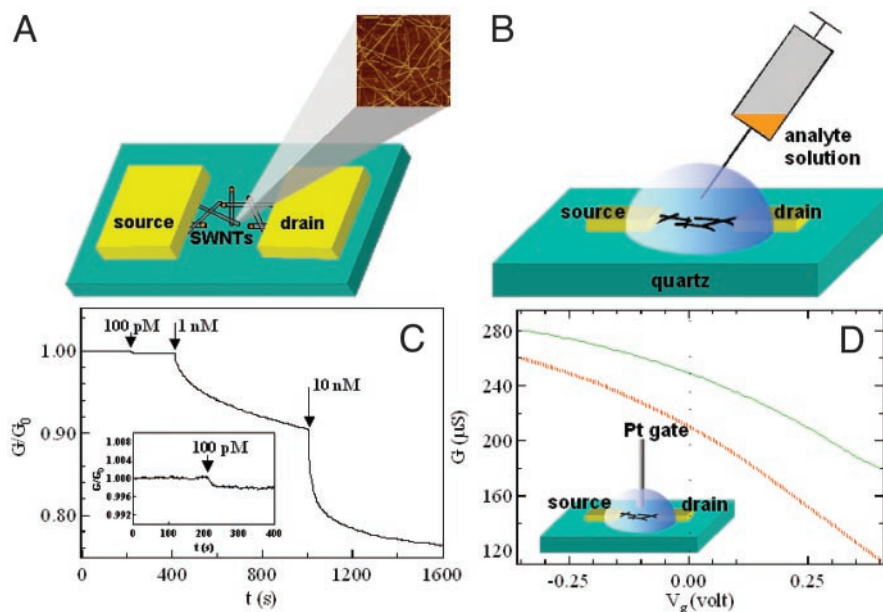 A
source
SWNTs
drain
B
analyte
solution
source
drain
quartz
C
100 pM
1 nM
10 nM
1.00
0.90
0.80
G/G₀
0
400
800
1200
1600
t (s)
100 pM
1.008
1.004
1.000
0.996
0.992
G/G₀
0
100
200
300
400
t (s)
D
280
240
200
160
110
G (μS)
Pt gate
source
drain
-0.25
0.00
0.25
Vg (volt)